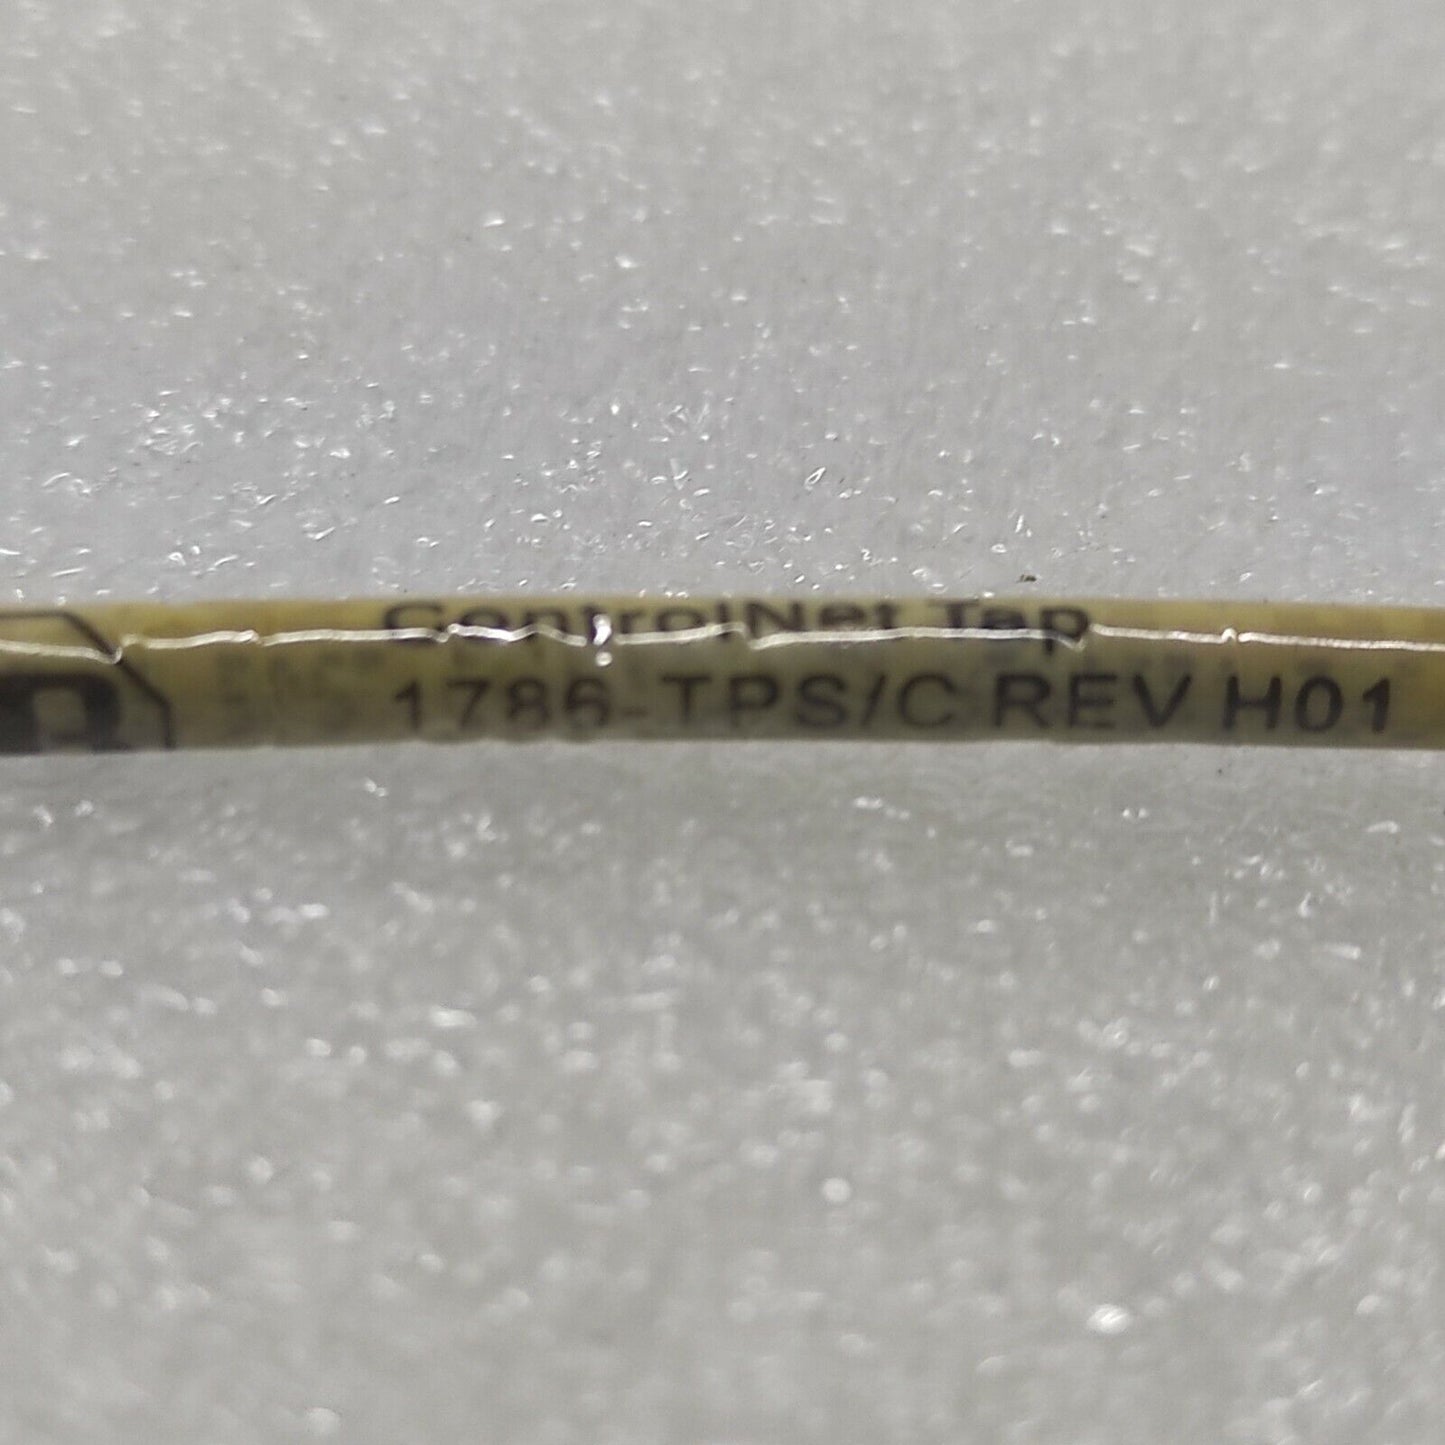 ControlNet Tap
1786-TPS/C REV H01